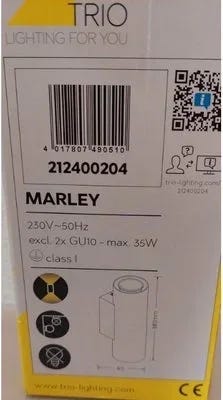 TRIO
LIGHTING FOR YOU
4 017807 490510
212400204
trio-lighting.com/
212400204
MARLEY
230V~50Hz
excl. 2x GU10 - max. 35W
class I
www.trio-lighting.com
CE